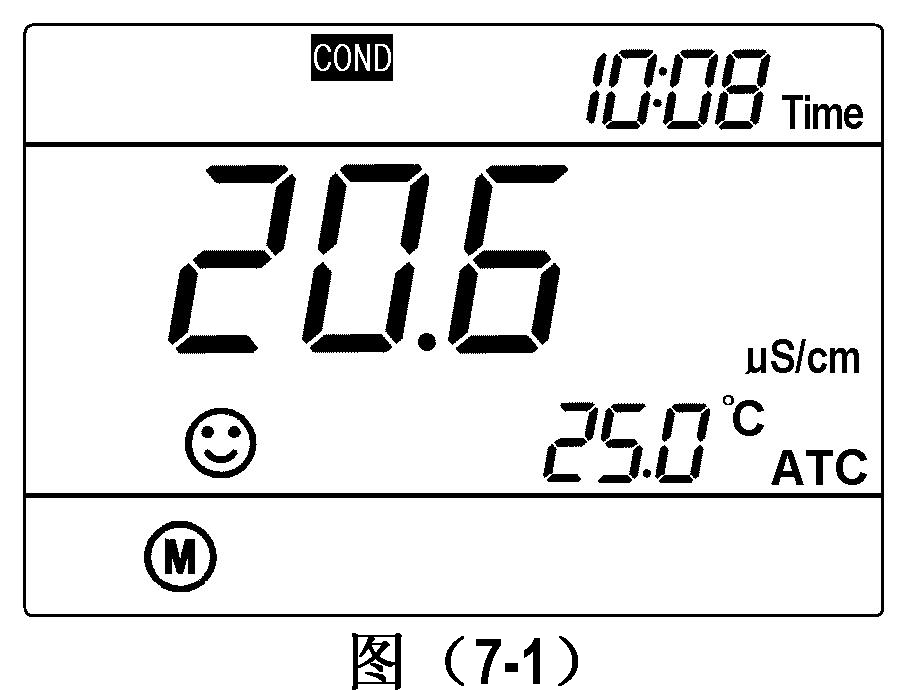 COND
10:08 Time
20.6
µS/cm
25.0 ℃
ATC
M
图（7-1）